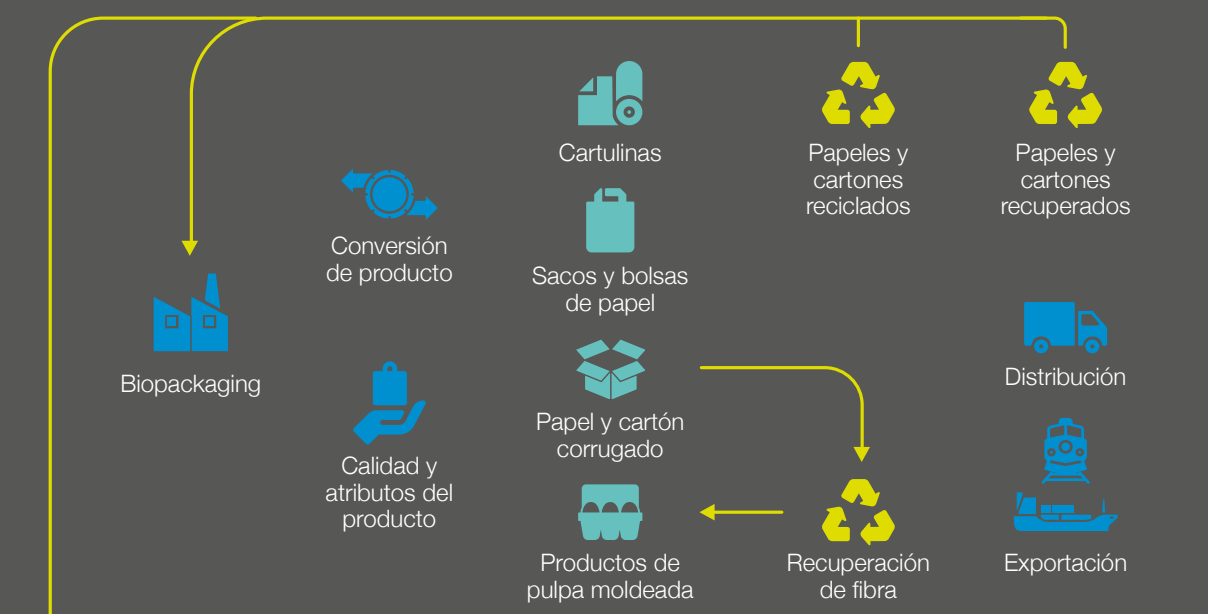 Cartulinas
Papeles y
cartones
reciclados
Papeles y
cartones
recuperados
Conversión
de producto
Sacos y bolsas
de papel
Biopackaging
Distribución
Papel y cartón
corrugado
Calidad y
atributos del
producto
Productos de
pulpa moldeada
Recuperación
de fibra
Exportación